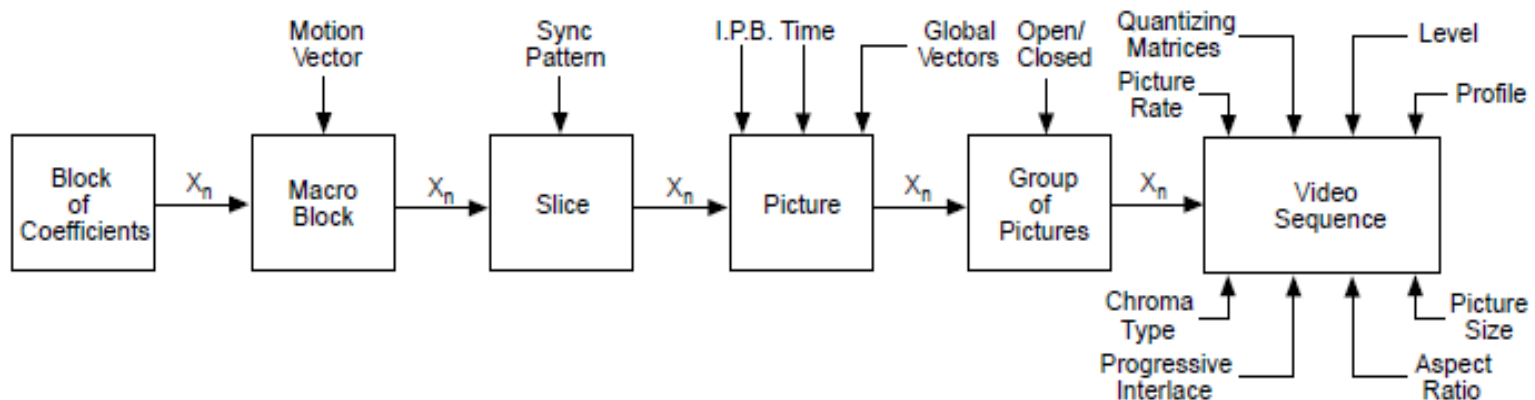 Motion
Vector
Sync
Pattern
I.P.B. Time
Global
Vectors
Open/
Closed
Quantizing
Matrices
Level
Picture
Rate
Profile
Block
of
Coefficients
Xn
Macro
Block
Xn
Slice
Xn
Picture
Xn
Group
of
Pictures
Xn
Video
Sequence
Chroma
Type
Picture
Size
Progressive
Interlace
Aspect
Ratio